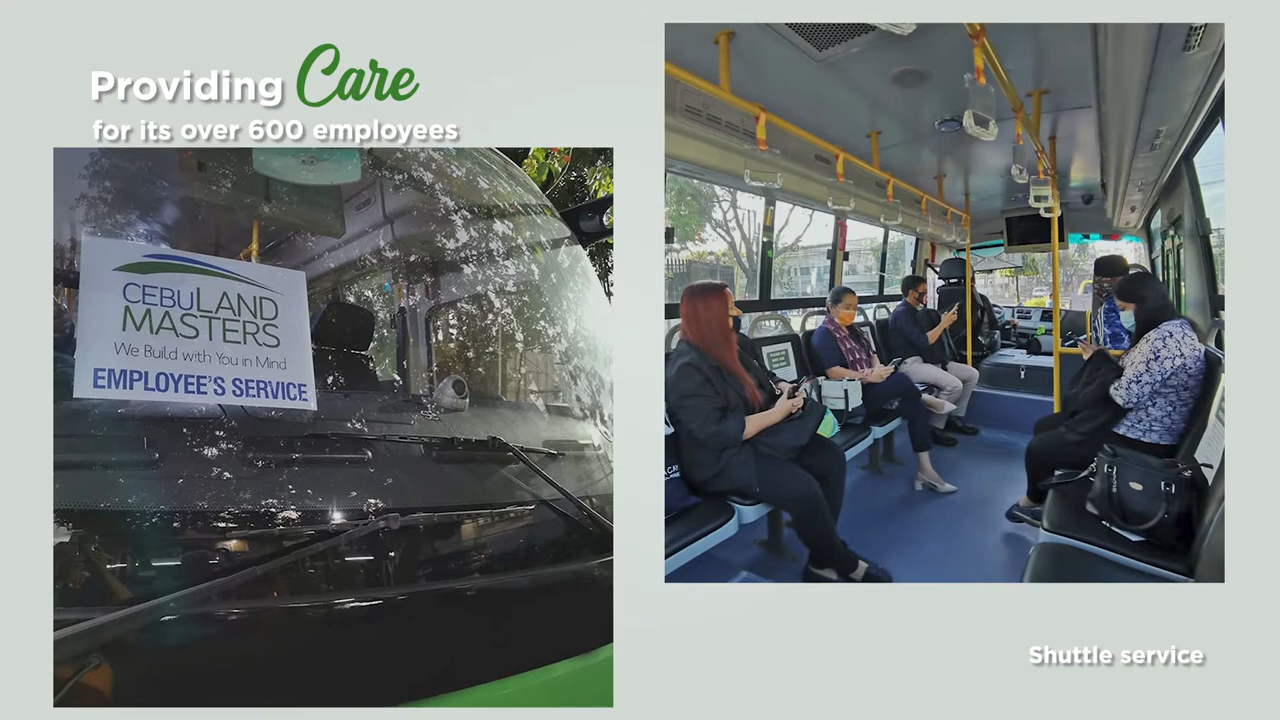 Providing Care
for its over 600 employees
CEBULAND
MASTERS
We Build with You in Mind
EMPLOYEE'S SERVICE
Shuttle service